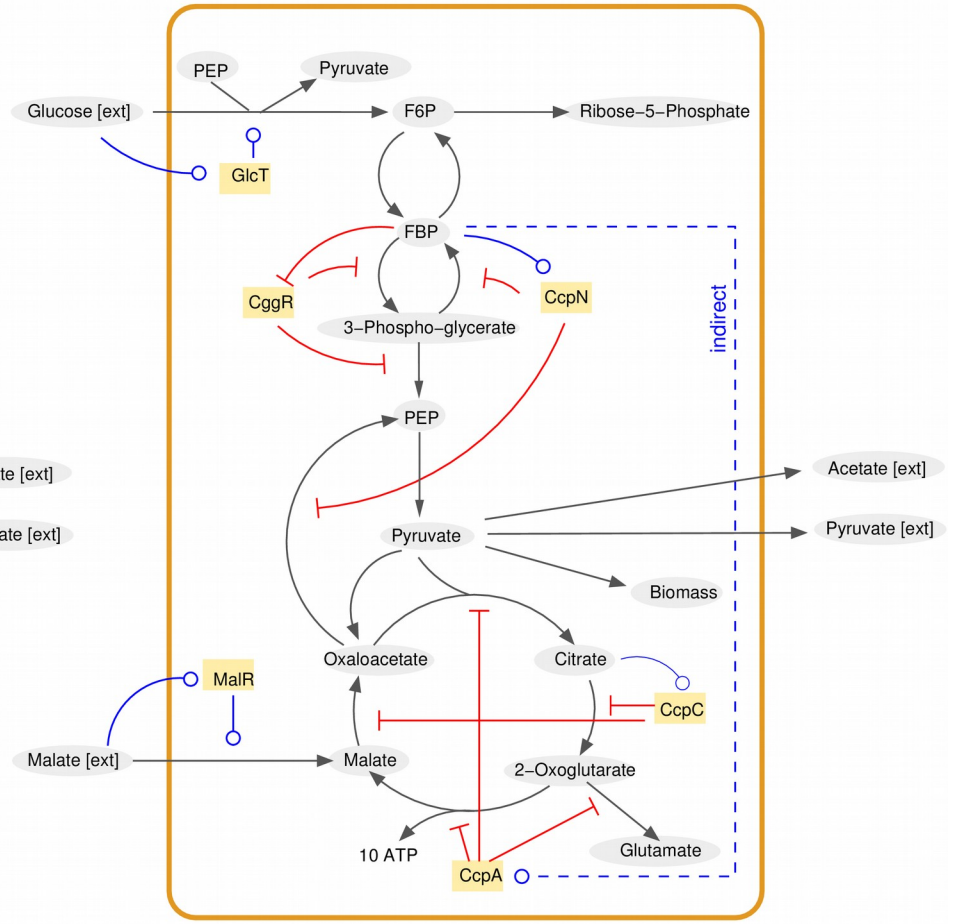 PEP
Pyruvate
Glucose [ext]
F6P
Ribose−5−Phosphate
GlcT
FBP
CggR
CcpN
indirect
3−Phospho−glycerate
PEP
te [ext]
Acetate [ext]
ate [ext]
Pyruvate
Pyruvate [ext]
Biomass
Oxaloacetate
Citrate
MalR
CcpC
Malate [ext]
Malate
2−Oxoglutarate
10 ATP
Glutamate
CcpA